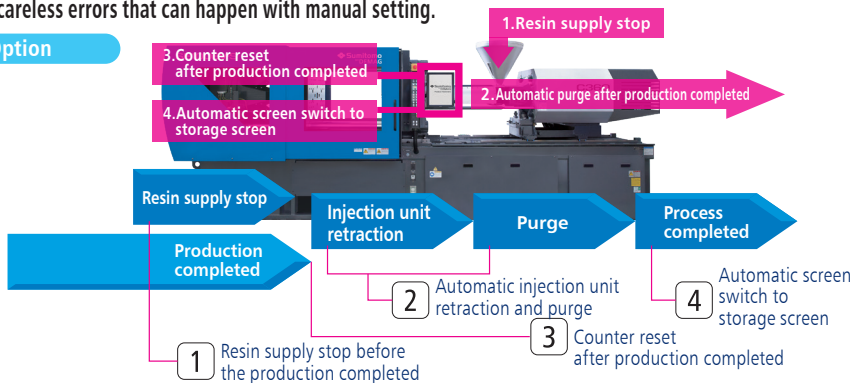 careless errors that can happen with manual setting.
Option
1.Resin supply stop
3.Counter reset
after production completed
2.Automatic purge after production completed
4.Automatic screen switch to
storage screen
Resin supply stop
Injection unit
retraction
Purge
Process
completed
Production
completed
2
Automatic injection unit
retraction and purge
4
Automatic screen
switch to
storage screen
3
Counter reset
after production completed
1
Resin supply stop before
the production completed